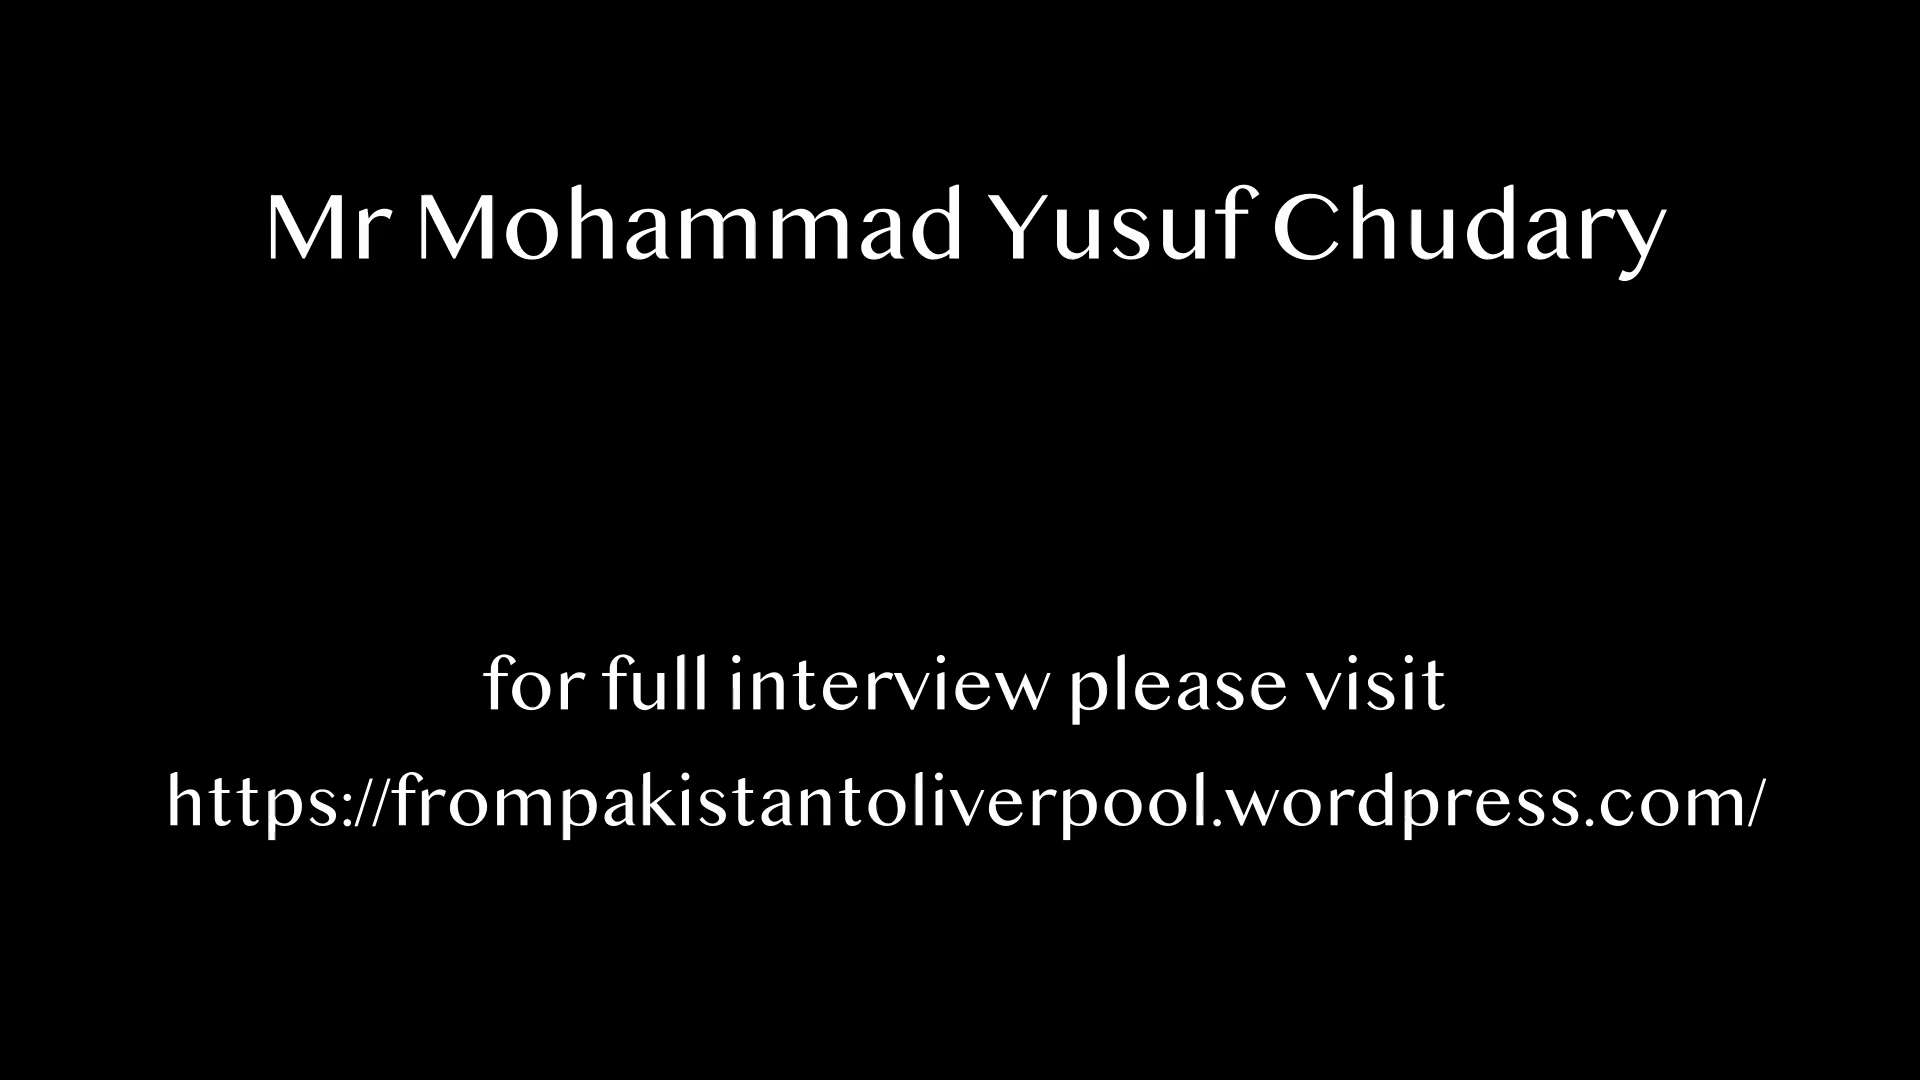 Mr Mohammad Yusuf Chudary
for full interview please visit
https://frompakistantoliverpool.wordpress.com/